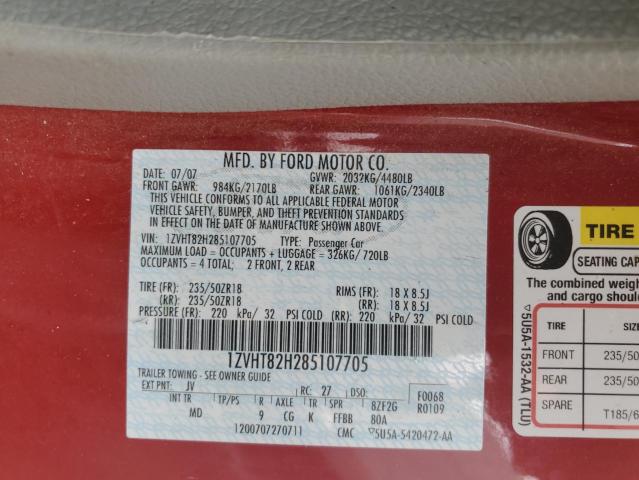 MFD. BY FORD MOTOR CO.
DATE: 07/07 GVWR: 2032KG/4480LB
FRONT GAWR: 984KG/2170LB REAR GAWR: 1061KG/2340LB
THIS VEHICLE CONFORMS TO ALL APPLICABLE FEDERAL MOTOR
VEHICLE SAFETY, BUMPER, AND THEFT PREVENTION STANDARDS
IN EFFECT ON THE DATE OF MANUFACTURE SHOWN ABOVE.
VIN: 1ZVHT82H285107705 TYPE: Passenger Car
MAXIMUM LOAD = OCCUPANTS + LUGGAGE = 326KG/ 720LB
OCCUPANTS = 4 TOTAL; 2 FRONT, 2 REAR
TIRE (FR): 235/50ZR18 RIMS (FR): 18 X 8.5J
(RR): 235/50ZR18 (RR): 18 X 8.5J
PRESSURE (FR): 220 kPa/ 32 PSI COLD (RR): 220 kPa/ 32 PSI COLD
1ZVHT82H285107705
TRAILER TOWING - SEE OWNER GUIDE
EXT PNT: JV RC: 27 DSO: F0068
R0109
INT TR TP/PS R AXLE TR SPR 8ZF2G
MD 9 CG K FFBB 80A
1200707270711 CMC 5U5A-5420472-AA
TIRE
SEATING CAP
The combined weigh
and cargo should
TIRE SIZE
FRONT 235/50
REAR 235/50
SPARE T185/6
5U5A-1532-AA (TLU)